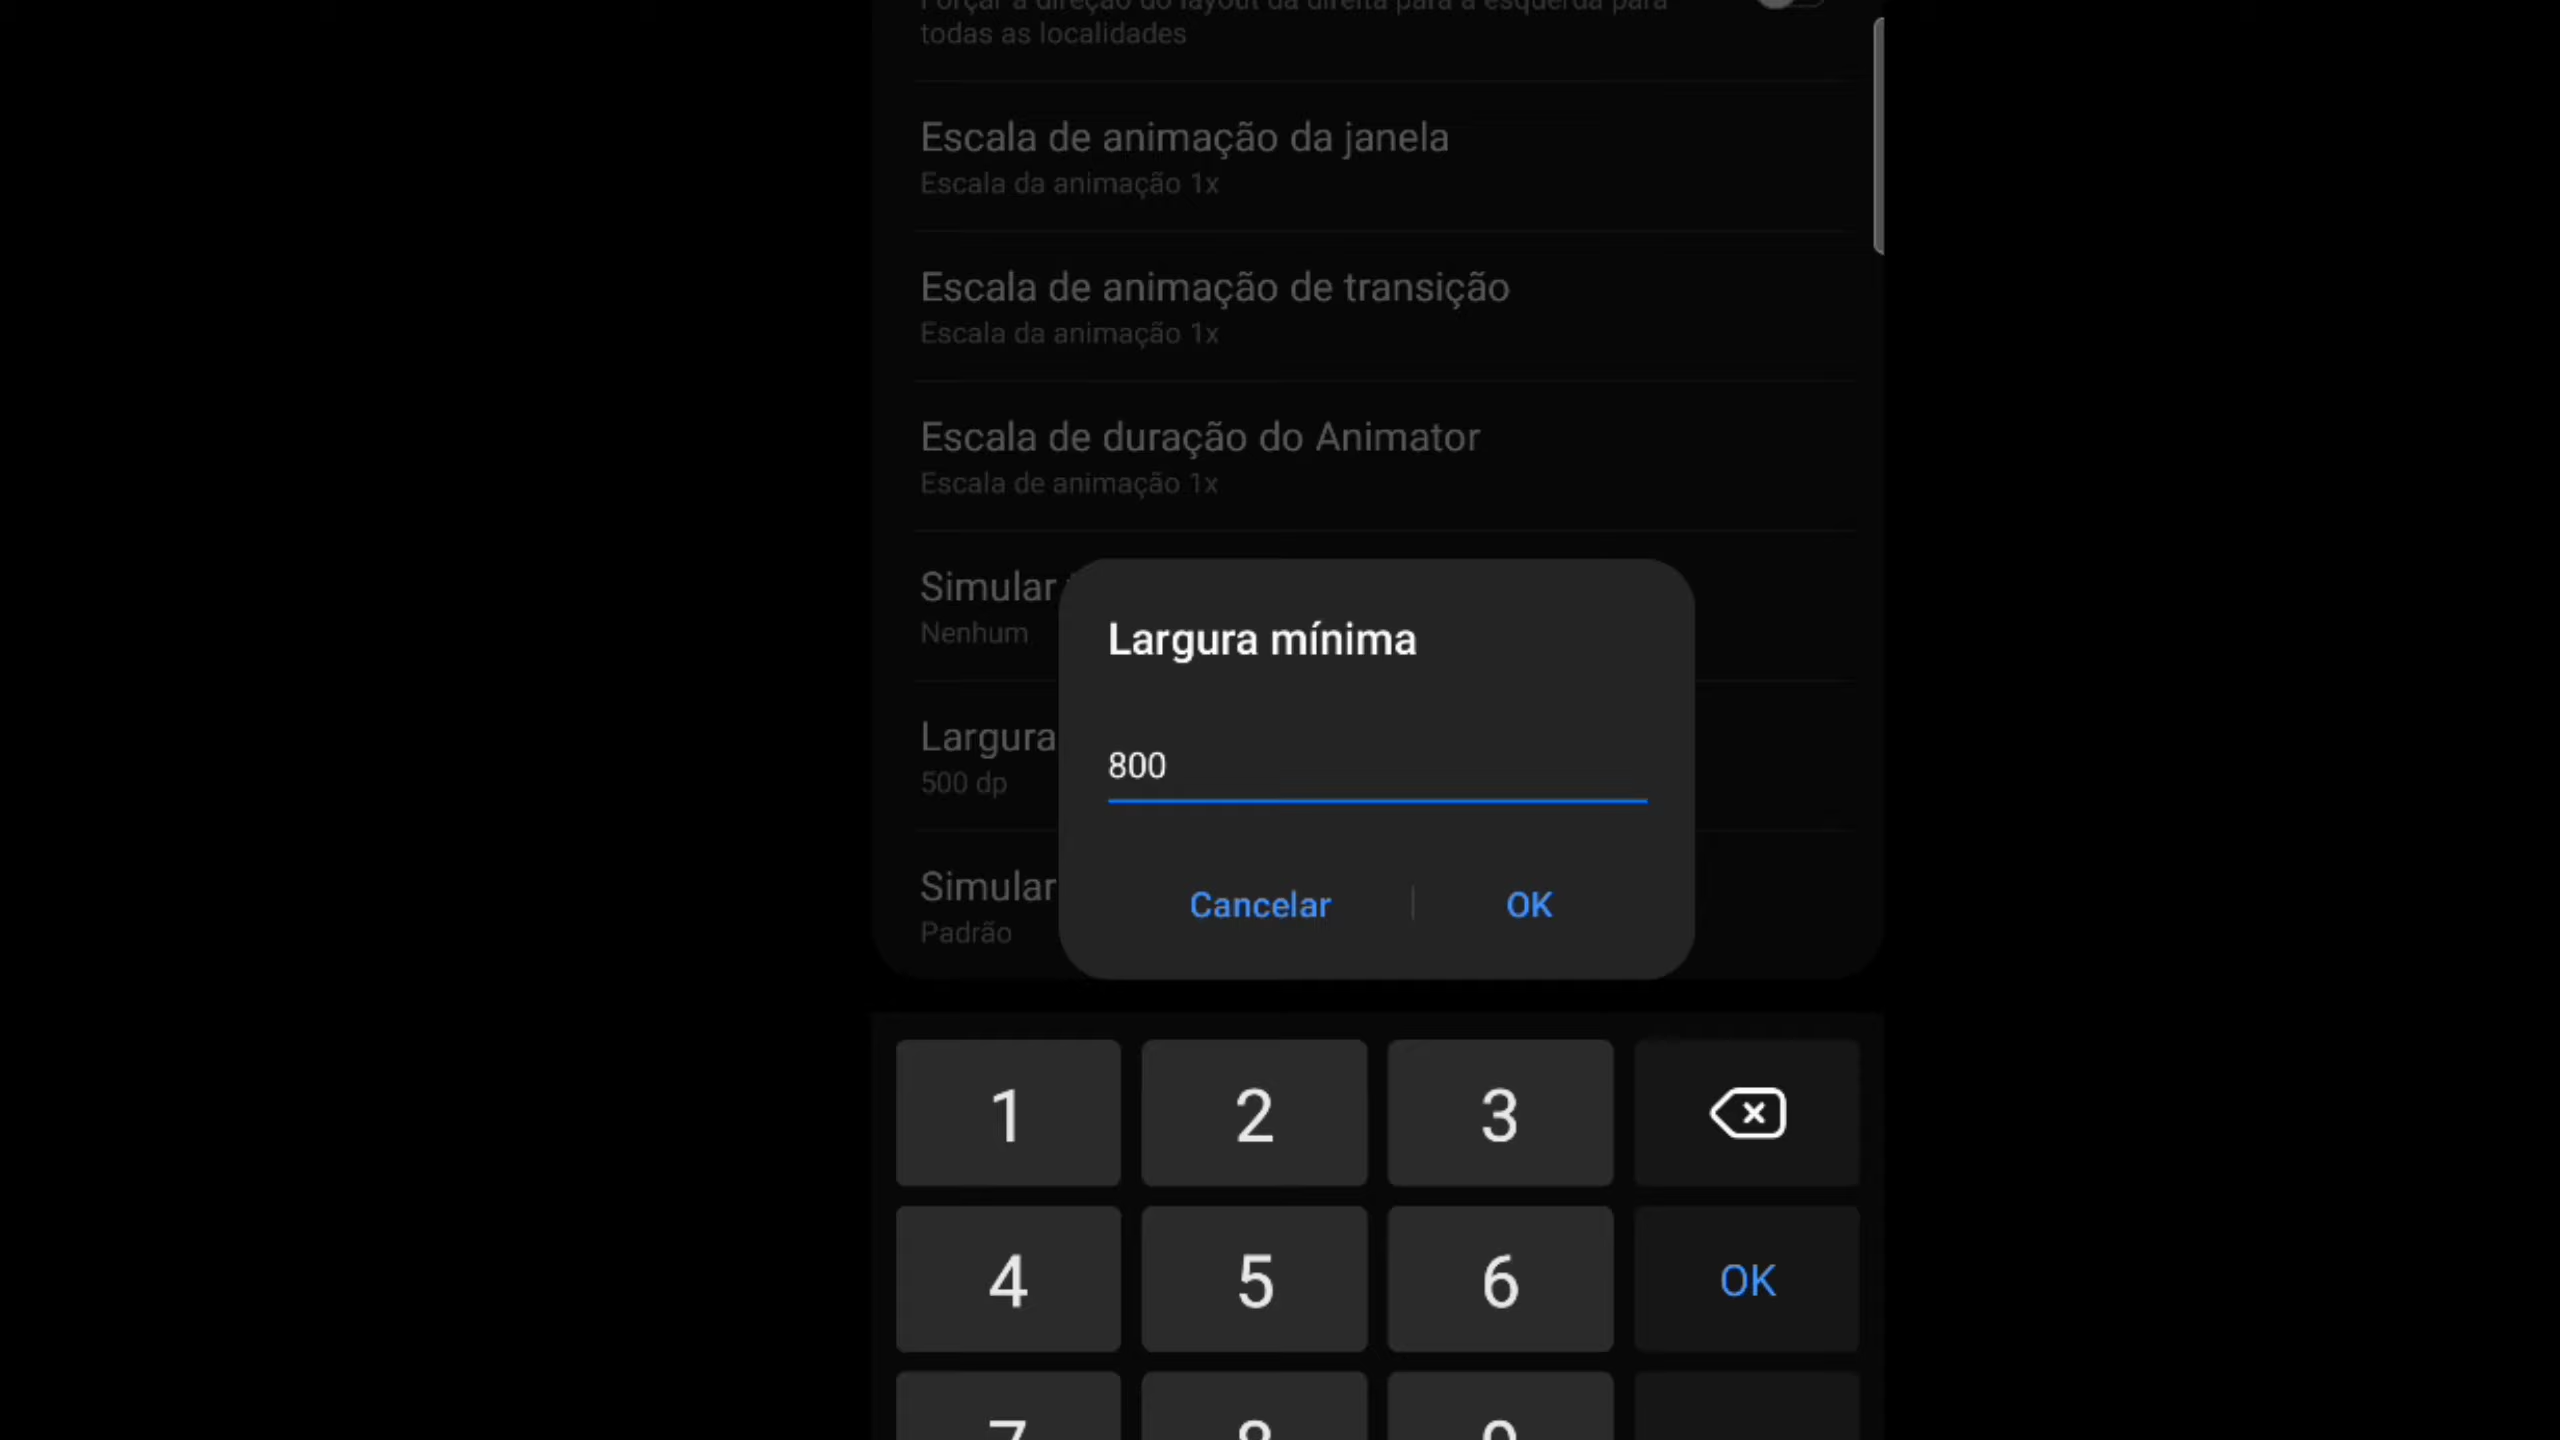 Forçar a direção do layout da direita para a esquerda para
todas as localidades
Escala de animação da janela
Escala da animação 1x
Escala de animação de transição
Escala da animação 1x
Escala de duração do Animator
Escala de animação 1x
Simular
Nenhum
Largura mínima
Largura
800
500 dp
Simular
Cancelar
OK
Padrão
1
2
3
4
5
6
OK
7
8
9